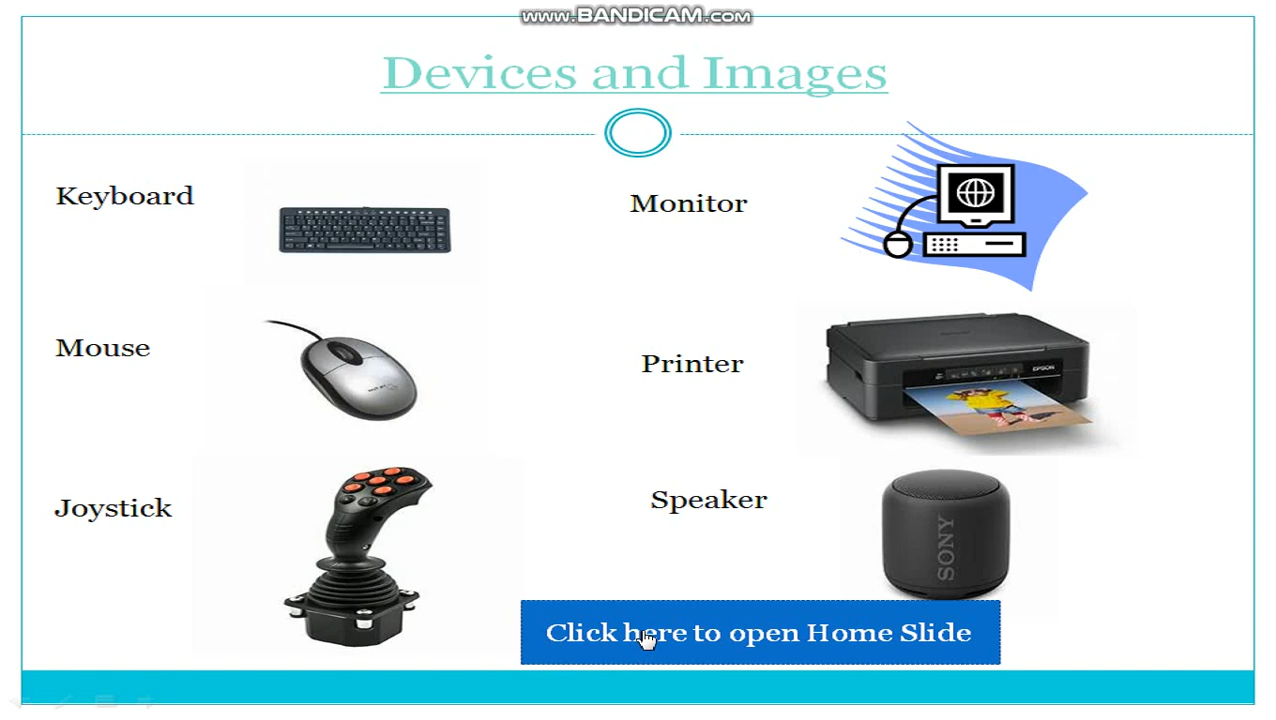 www.BANDICAM.com
Devices and Images
Keyboard
Monitor
Mouse
Printer
EPSON
Joystick
Speaker
SONY
Click here to open Home Slide